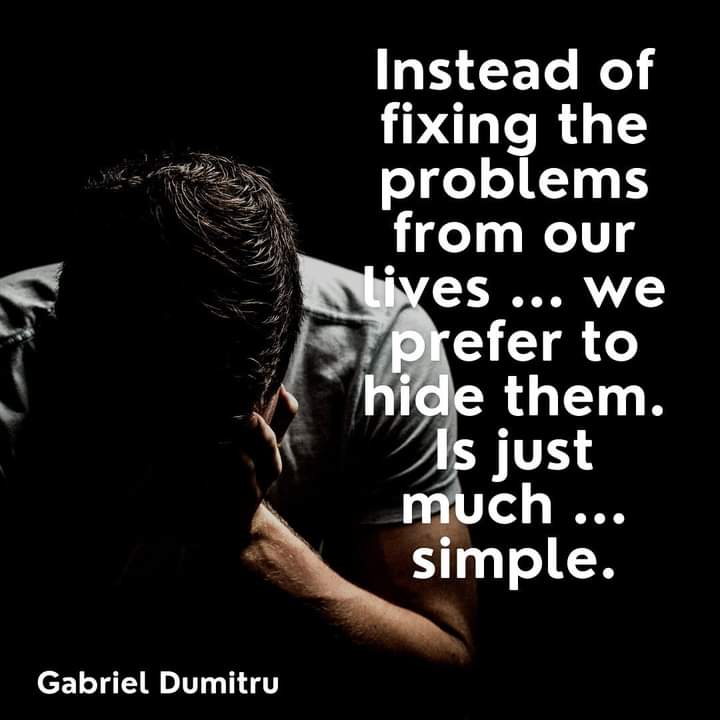 Instead of
fixing the
problems
from our
lives ... we
prefer to
hide them.
Is just
much ...
simple.
Gabriel Dumitru